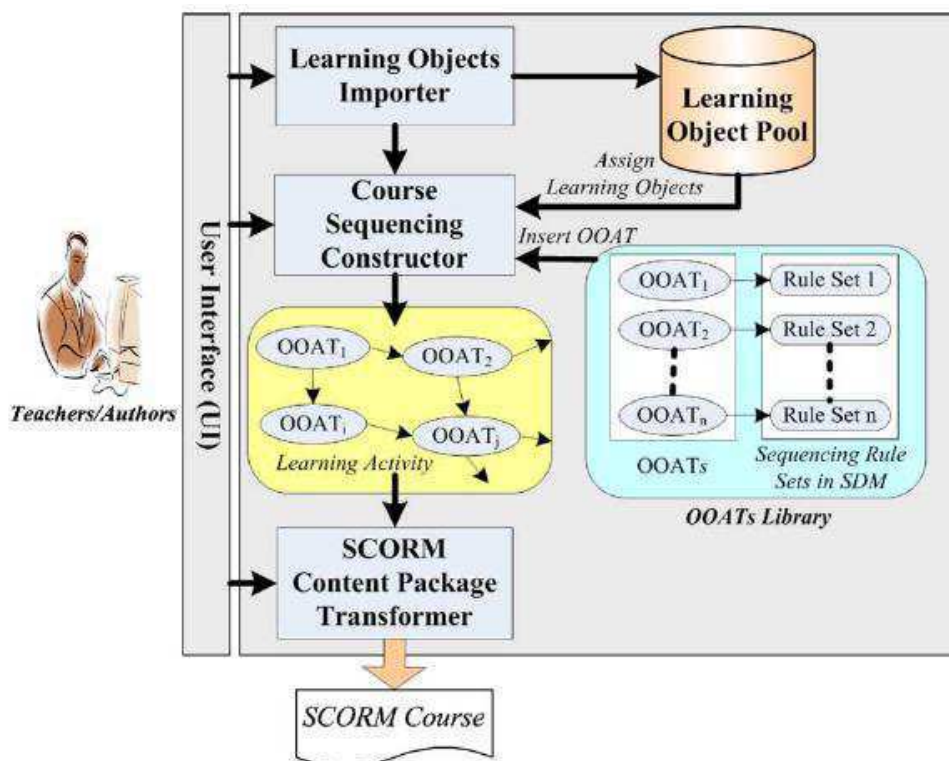 Learning Objects
Importer
Learning
Object Pool
Assign
Learning Objects
Course
Sequencing
Constructor
Insert OOAT
User Interface (UI)
Teachers/Authors
OOAT1
OOAT2
OOATi
OOATj
Learning Activity
OOAT1
Rule Set 1
OOAT2
Rule Set 2
OOATn
Rule Set n
OOATs
Sequencing Rule
Sets in SDM
OOATs Library
SCORM
Content Package
Transformer
SCORM Course